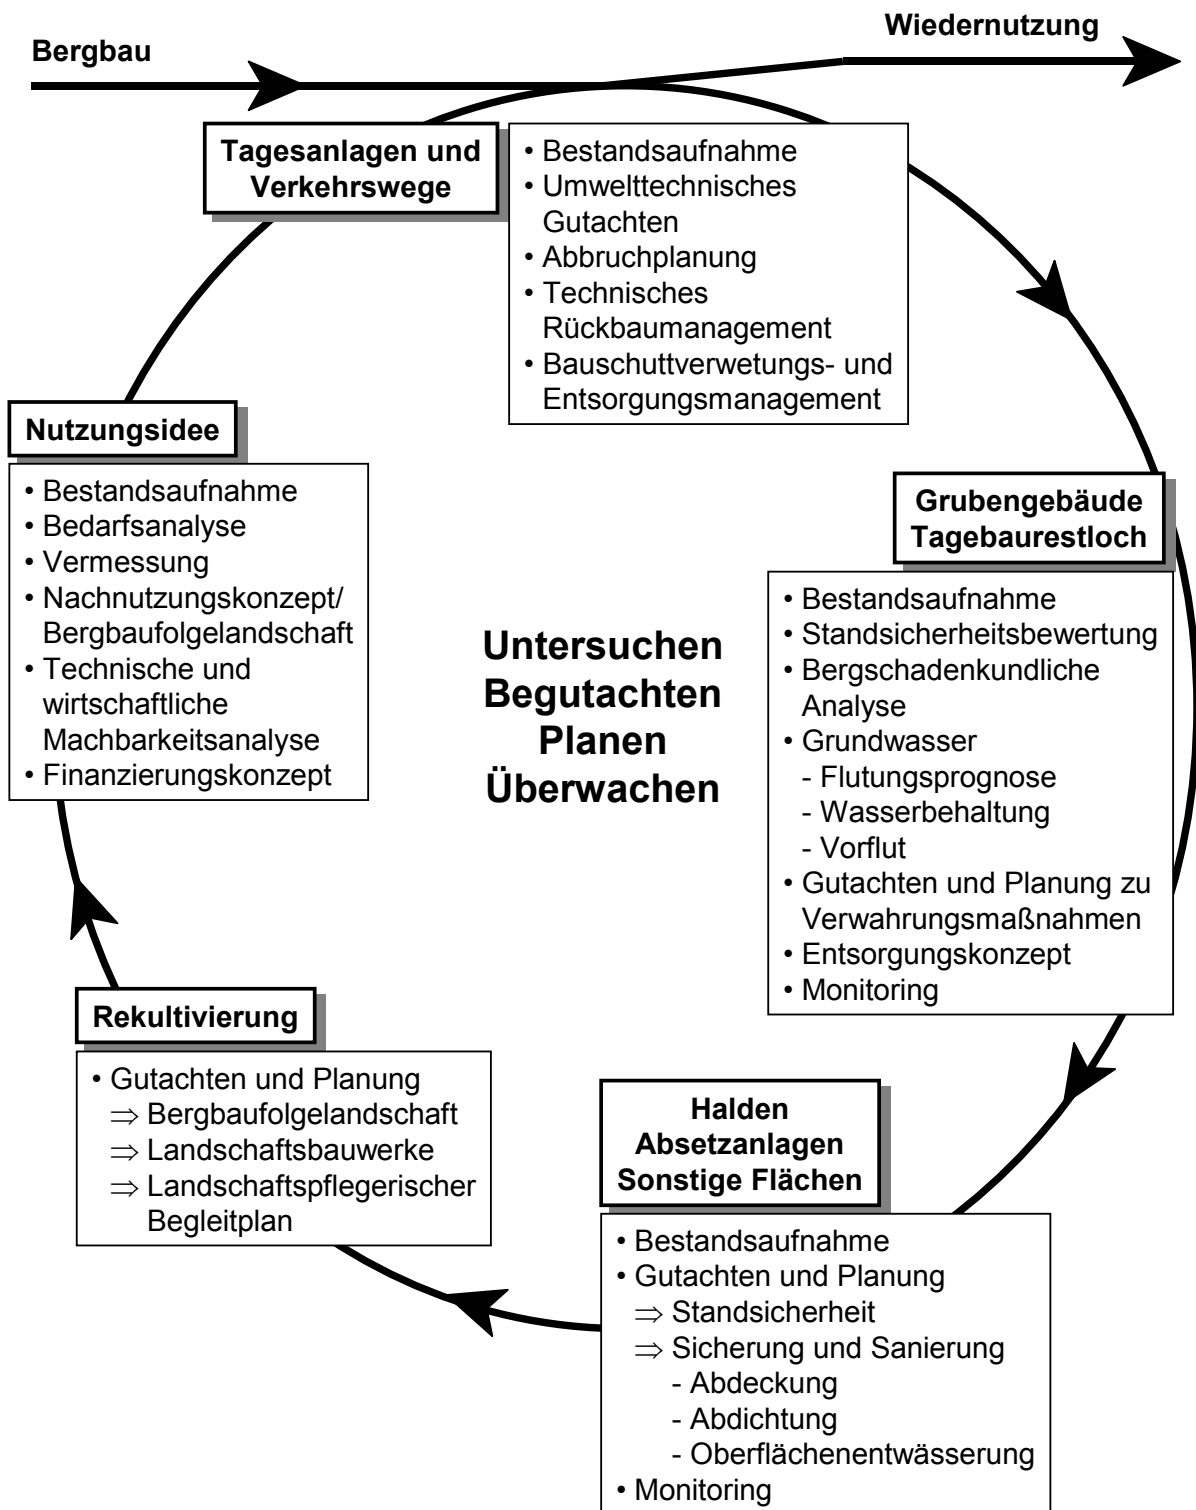 Bergbau
Wiedernutzung
Tagesanlagen und
Verkehrswege
• Bestandsaufnahme
• Umwelttechnisches
Gutachten
• Abbruchplanung
• Technisches
Rückbaumanagement
• Bauschuttverwetungs- und
Entsorgungsmanagement
Grubengebäude
Tagebaurestloch
• Bestandsaufnahme
• Standsicherheitsbewertung
• Bergschadenkundliche
Analyse
• Grundwasser
- Flutungsprognose
- Wasserbehaltung
- Vorflut
• Gutachten und Planung zu
Verwahrungsmaßnahmen
• Entsorgungskonzept
• Monitoring
Halden
Absetzanlagen
Sonstige Flächen
• Bestandsaufnahme
• Gutachten und Planung
⇒ Standsicherheit
⇒ Sicherung und Sanierung
- Abdeckung
- Abdichtung
- Oberflächenentwässerung
• Monitoring
Rekultivierung
• Gutachten und Planung
⇒ Bergbaufolgelandschaft
⇒ Landschaftsbauwerke
⇒ Landschaftspflegerischer
Begleitplan
Nutzungsidee
• Bestandsaufnahme
• Bedarfsanalyse
• Vermessung
• Nachnutzungskonzept/
Bergbaufolgelandschaft
• Technische und
wirtschaftliche
Machbarkeitsanalyse
• Finanzierungskonzept
Untersuchen
Begutachten
Planen
Überwachen